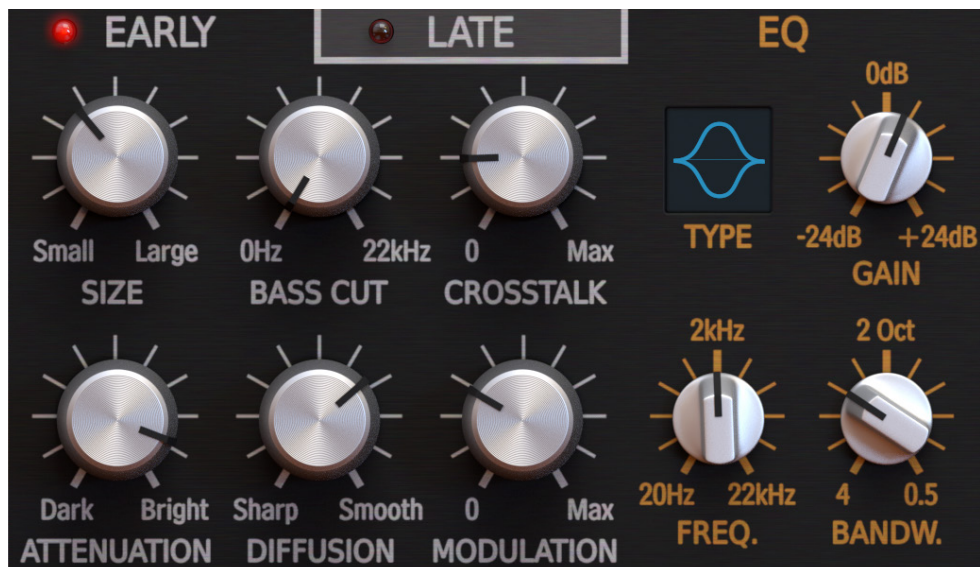 EARLY
LATE
EQ
0dB
Small Large
0Hz 22kHz
0 Max
TYPE
-24dB +24dB
SIZE
BASS CUT
CROSSTALK
GAIN
2kHz
2 Oct
Dark Bright
Sharp Smooth
0 Max
20Hz 22kHz
4 0.5
ATTENUATION
DIFFUSION
MODULATION
FREQ.
BANDW.